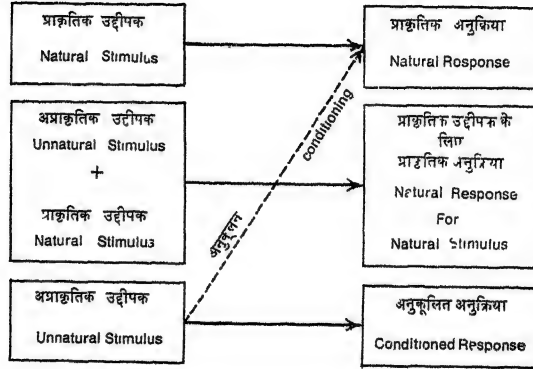 प्राकृतिक उद्दीपक
Natural Stimulus
प्राकृतिक अनुक्रिया
Natural Rosponse
अप्राकृतिक उद्दीपक
Unnatural Stimulus
+
प्राकृतिक उद्दीपक
Natural Stimulus
प्राकृतिक उद्दीपक के
लिए
प्राकृतिक अनुक्रिया
Natural Response
For
Natural Stimulus
अनुकूलन conditioning
अप्राकृतिक उद्दीपक
Unnatural Stimulus
अनुकूलित अनुक्रिया
Conditioned Response